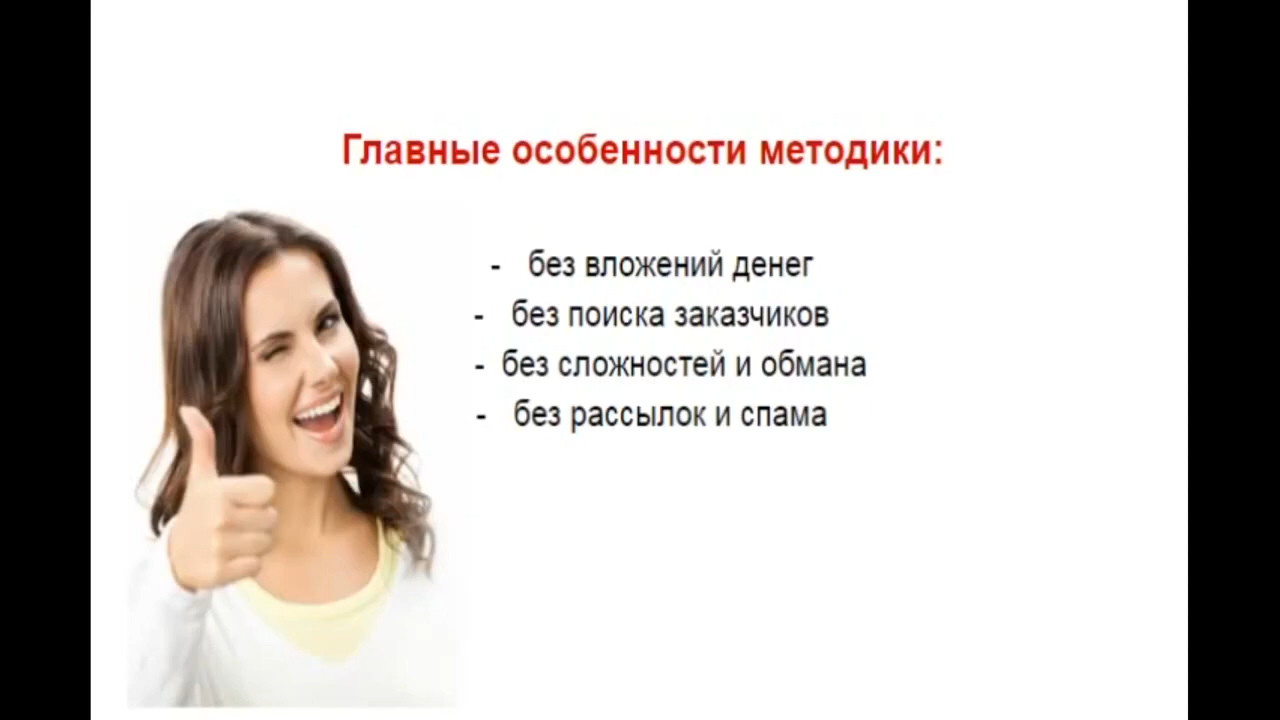 Главные особенности методики:
- без вложений денег
- без поиска заказчиков
- без сложностей и обмана
- без рассылок и спама